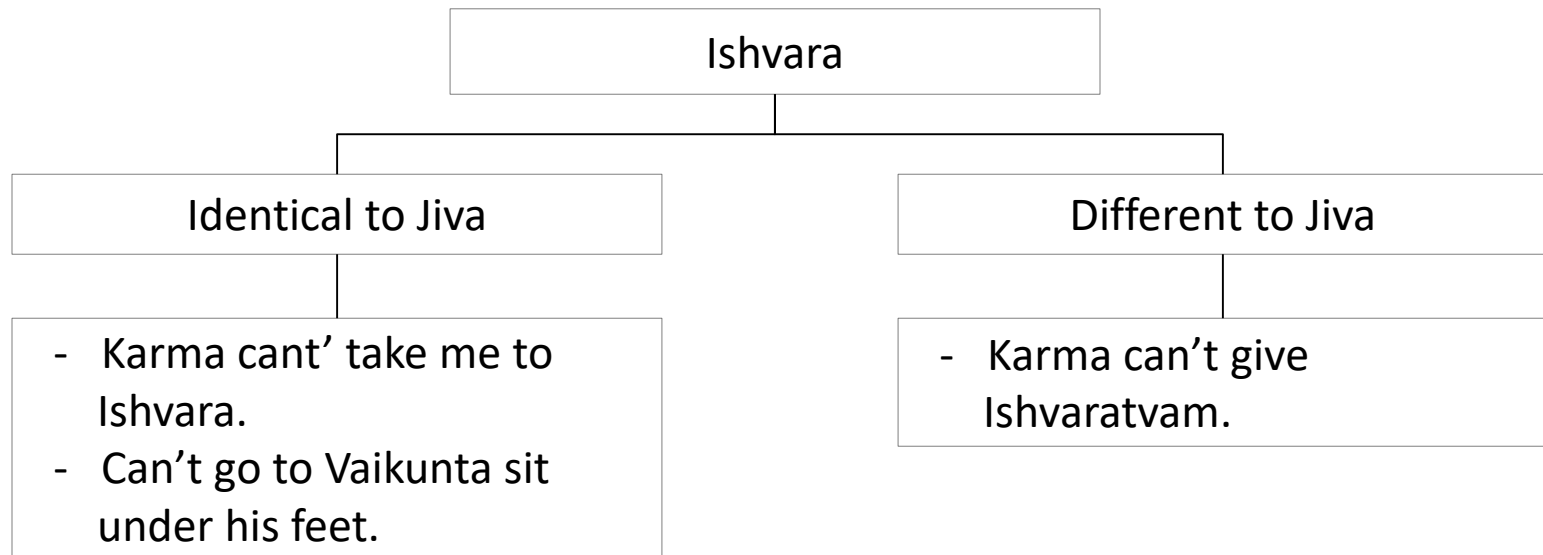 Ishvara
Identical to Jiva
Different to Jiva
- Karma cant’ take me to
Ishvara.
- Can’t go to Vaikunta sit
under his feet.
- Karma can’t give
Ishvaratvam.